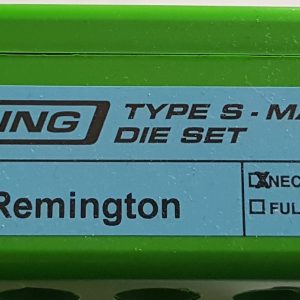 ING TYPE S - MA
DIE SET
Remington
☒ NEC
☐ FUL